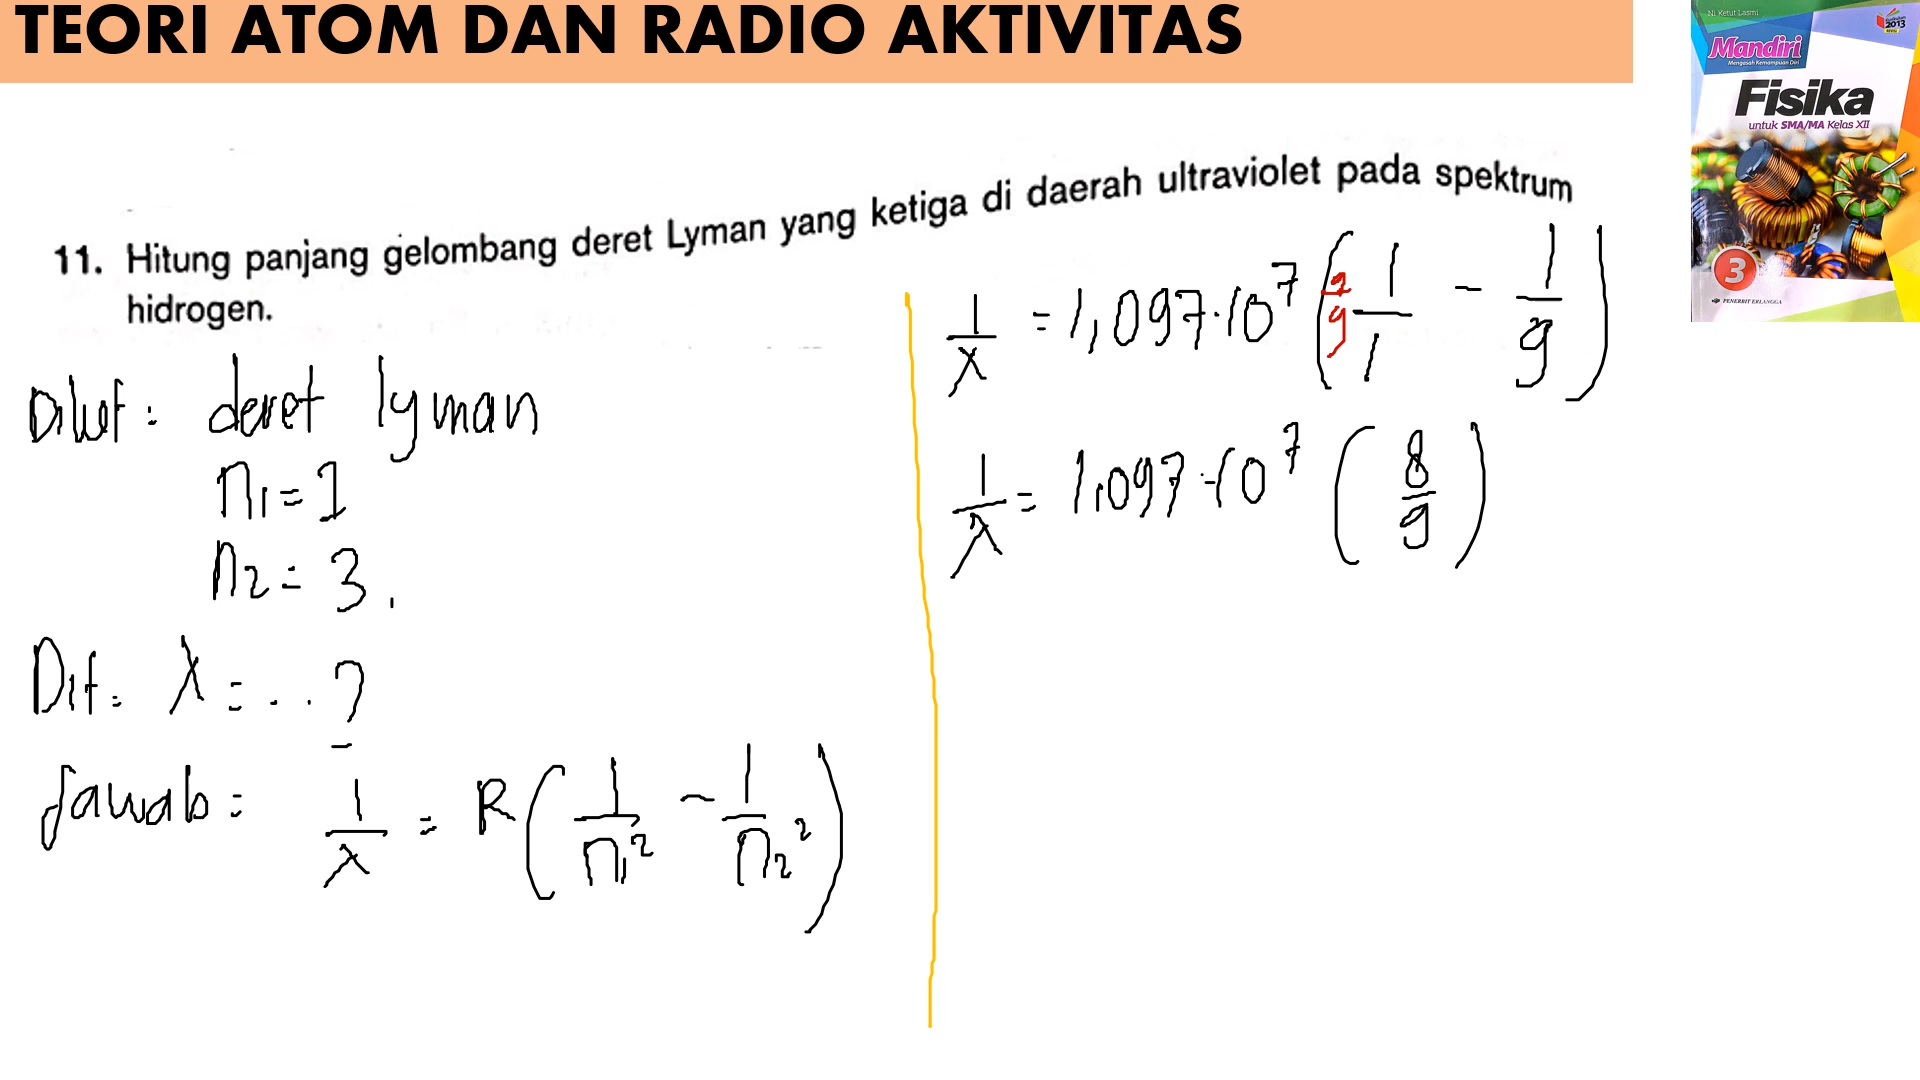 TEORI ATOM DAN RADIO AKTIVITAS
Ni Ketut Lasmi
Kurikulum 2013 REVISI
Mandiri
Mengasah Kemampuan Diri
Fisika
untuk SMA/MA Kelas XII
3
PENERBIT ERLANGGA
11. Hitung panjang gelombang deret Lyman yang ketiga di daerah ultraviolet pada spektrum
hidrogen.
Diket: deret lyman
n₁ = 1
n₂ = 3.
Dit: λ = ... ?
Jawab: 1/λ = R(1/n₁² - 1/n₂²)
1/λ = 1,097·10⁷ (9/9 1/1 - 1/9)
1/λ = 1,097·10⁷ (8/9)